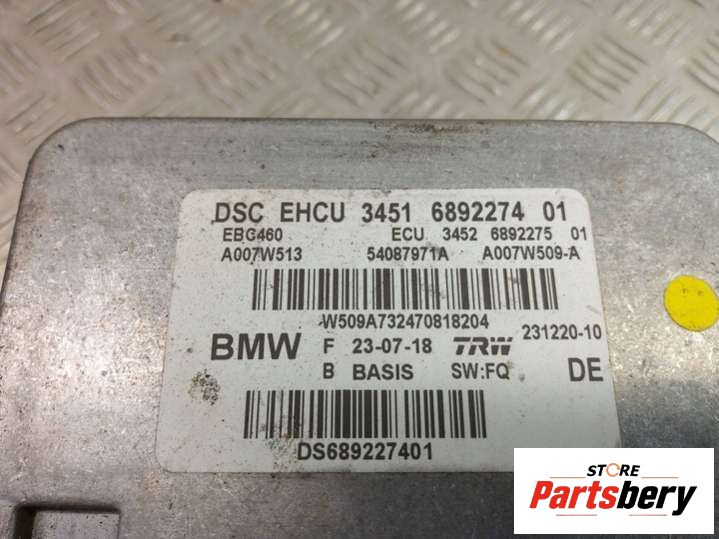 DSC EHCU 3451 6892274 01
EBC460 ECU 3452 6892275 01
A007W513 54087971A A007W509-A
W509A732470818204
BMW F 23-07-18 TRW 231220-10
B BASIS SW:FQ DE
DS689227401
STORE
Partsbery